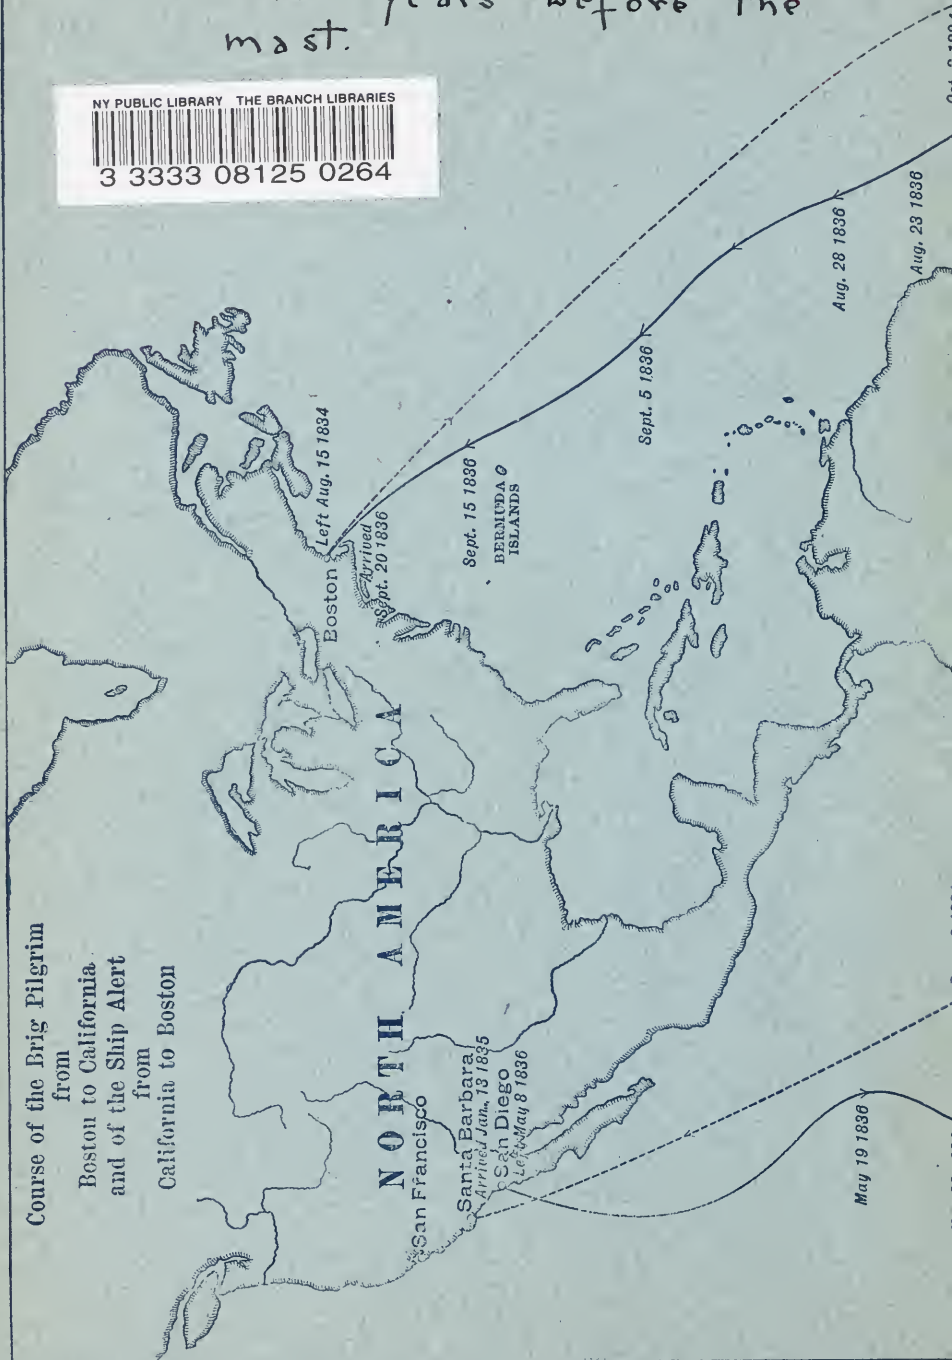 years before the
mast.
NY PUBLIC LIBRARY THE BRANCH LIBRARIES
3 3333 08125 0264
Course of the Brig Pilgrim
from
Boston to California
and of the Ship Alert
from
California to Boston
NORTH AMERICA
San Francisco
Santa Barbara
Arrived Jan., 13 1835
San Diego
Left May 8 1836
May 19 1836
Boston
Left Aug. 15 1834
Arrived
Sept. 20 1836
Sept. 15 1836
BERMUDA
ISLANDS
Sept. 5 1836
Aug. 28 1836
Aug. 23 1836